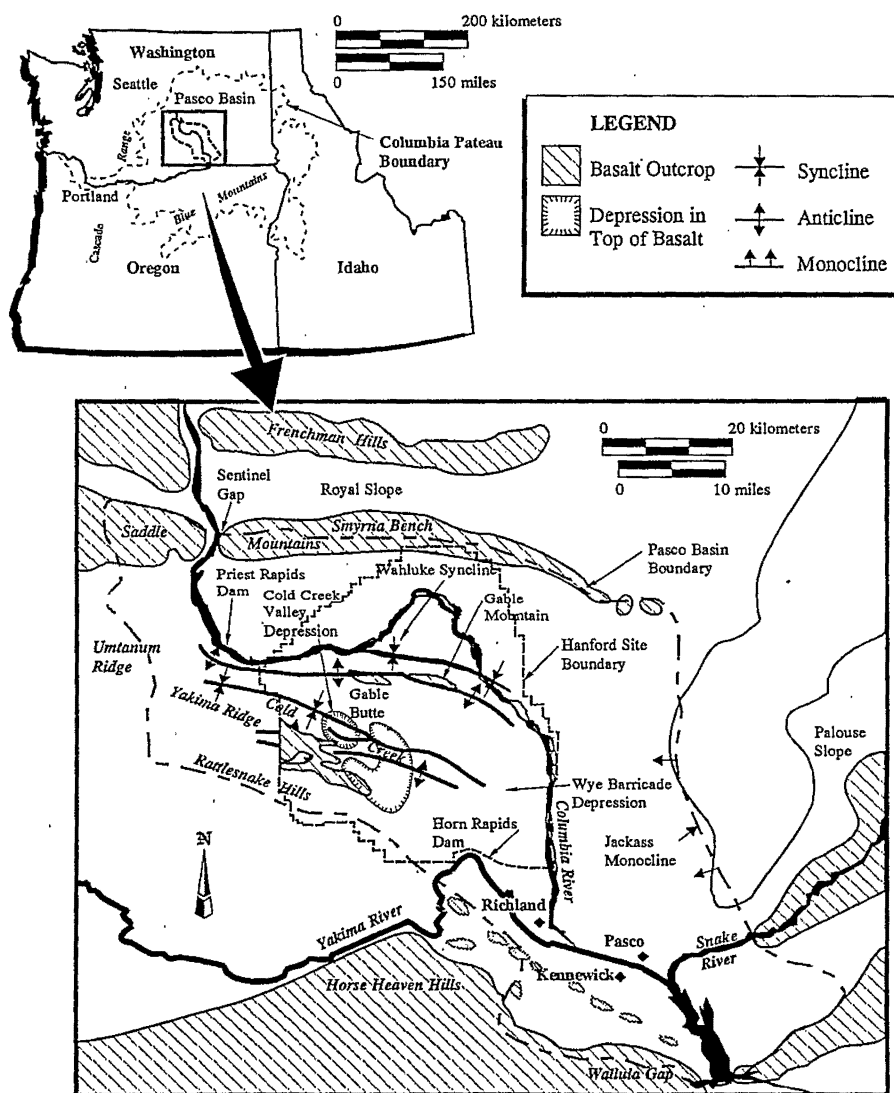 0 200 kilometers
0 150 miles
Washington
Seattle
Pasco Basin
Range
Columbia Pateau
Boundary
Portland
Blue Mountains
Cascade
Oregon
Idaho
LEGEND
Basalt Outcrop
Syncline
Depression in
Top of Basalt
Anticline
Monocline
Frenchman Hills
0 20 kilometers
0 10 miles
Sentinel
Gap
Royal Slope
Saddle
Mountains
Smyrna Bench
Pasco Basin
Boundary
Priest Rapids
Dam
Cold Creek
Valley
Depression
Wahluke Syncline
Gable
Mountain
Hanford Site
Boundary
Umtanum
Ridge
Gable
Butte
Yakima Ridge
Cold
Creek
Palouse
Slope
Rattlesnake Hills
Wye Barricade
Depression
Columbia River
Horn Rapids
Dam
Jackass
Monocline
N
Richland
Yakima River
Pasco
Snake
River
Kennewick
Horse Heaven Hills
Wallula Gap